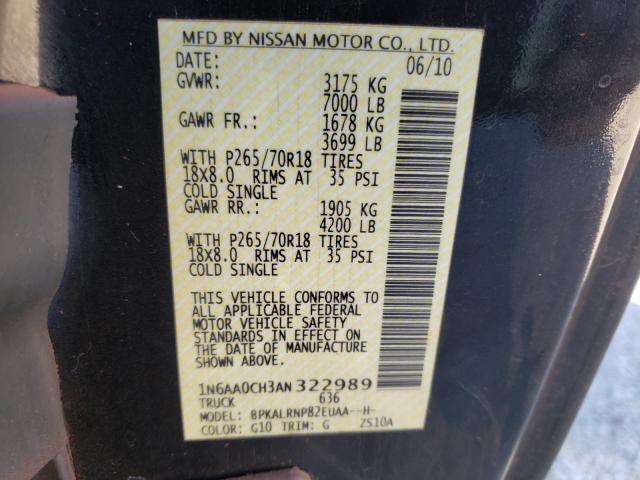 MFD BY NISSAN MOTOR CO., LTD.
DATE: 06/10
GVWR: 3175 KG
7000 LB
GAWR FR.: 1678 KG
3699 LB
WITH P265/70R18 TIRES
18X8.0 RIMS AT 35 PSI
COLD SINGLE
GAWR RR.: 1905 KG
4200 LB
WITH P265/70R18 TIRES
18X8.0 RIMS AT 35 PSI
COLD SINGLE
THIS VEHICLE CONFORMS TO
ALL APPLICABLE FEDERAL
MOTOR VEHICLE SAFETY
STANDARDS IN EFFECT ON
THE DATE OF MANUFACTURE
SHOWN ABOVE.
1N6AA0CH3AN322989
TRUCK 636
MODEL: BPKALRNP82EUAA--H-
COLOR: G10 TRIM: G ZS10A